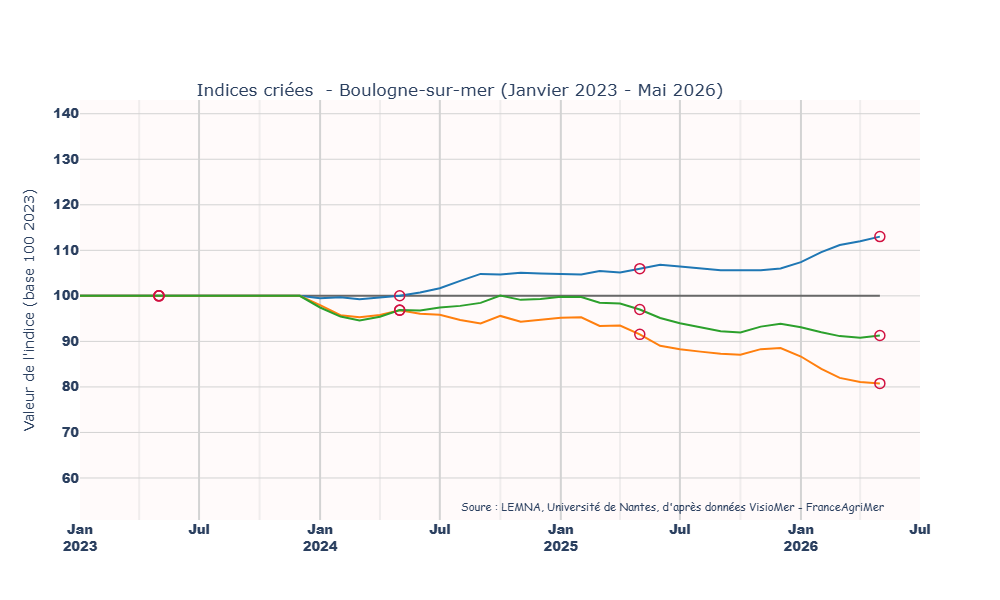 Indices criées - Boulogne-sur-mer (Janvier 2023 - Mai 2026)
Valeur de l'indice (base 100 2023)
140
130
120
110
100
90
80
70
60
Soure : LEMNA, Université de Nantes, d'après données VisioMer - FranceAgriMer
Jan Jul Jan Jul Jan Jul Jan Jul
2023 2024 2025 2026